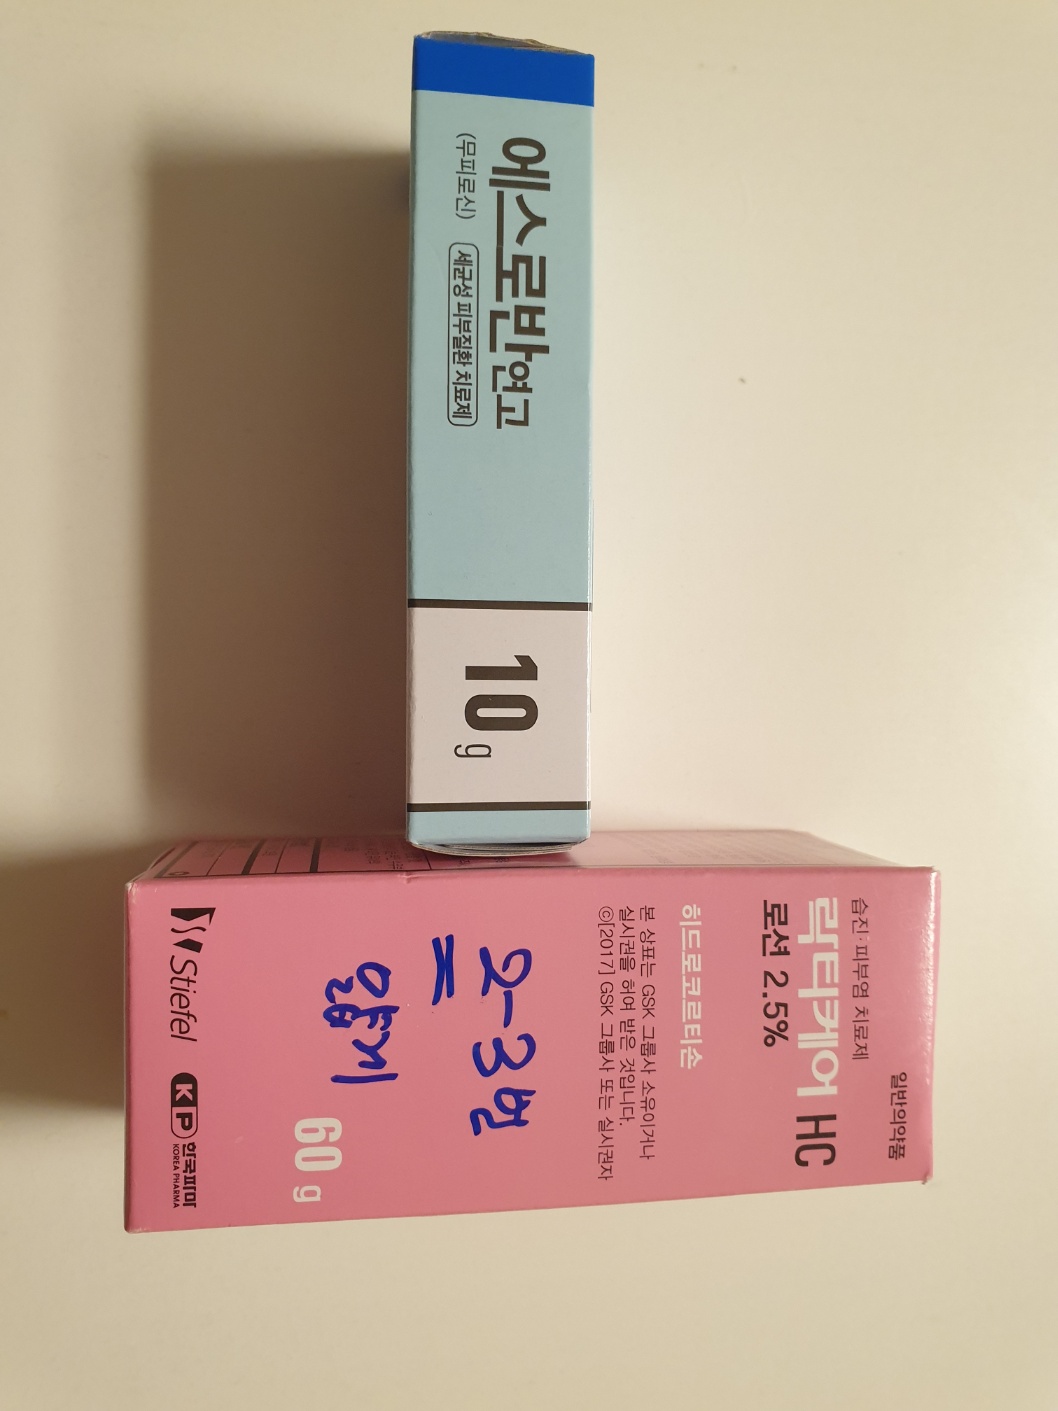 에스로반연고
(무피로신) 세균성 피부질환 치료제
10 g
일반의약품
습진·피부염 치료제
락티케어 HC
로션 2.5%
히드로코르티손
본 상표는 GSK 그룹사 소유이거나
실시권을 허여 받은 것입니다.
©[2017] GSK 그룹사 또는 실시권자
2-3번
얇게
60 g
Stiefel
KP 한국파마
KOREA PHARMA